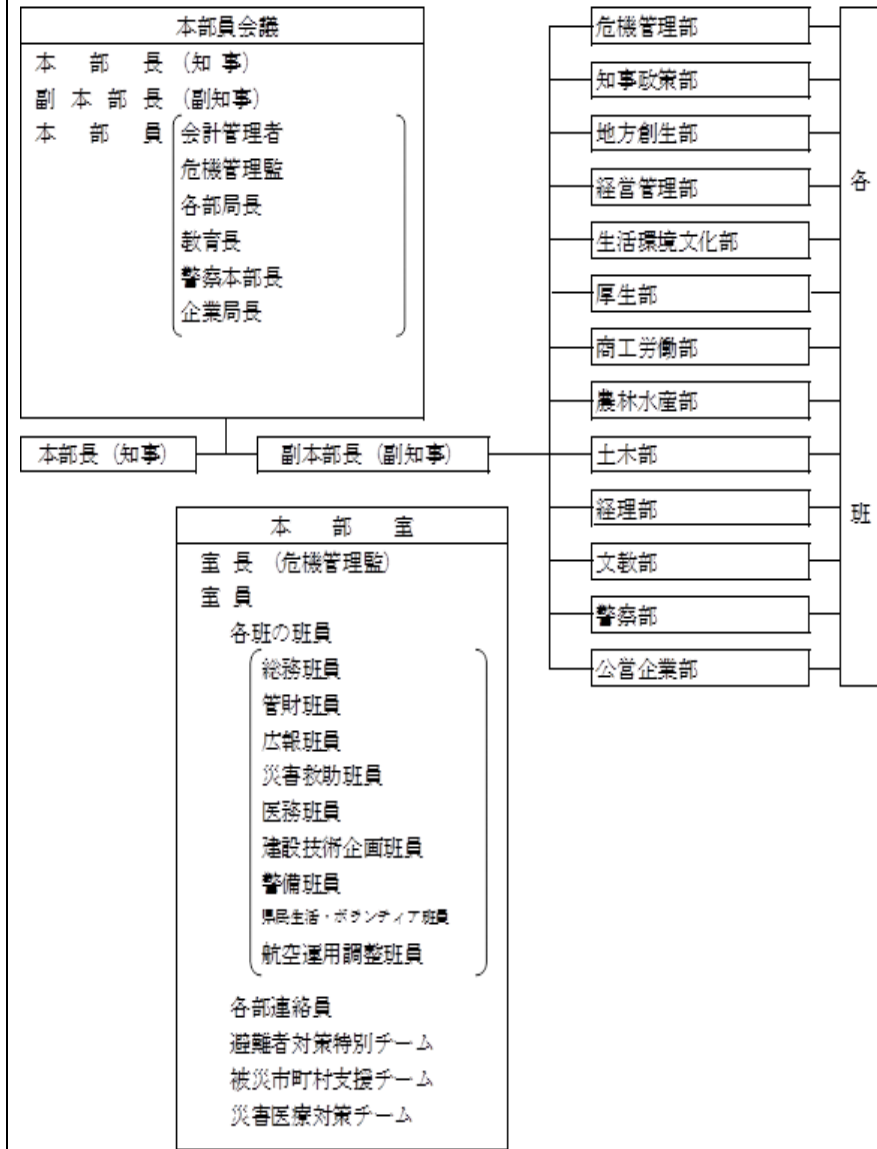 本部員会議
本部長（知事）
副本部長（副知事）
本部員
会計管理者
危機管理監
各部局長
教育長
警察本部長
企業局長
本部長（知事）
副本部長（副知事）
危機管理部
知事政策部
地方創生部
経営管理部
生活環境文化部
厚生部
商工労働部
農林水産部
土木部
経理部
文教部
警察部
公営企業部
各班
本部室
室長（危機管理監）
室員
各班の班員
総務班員
管財班員
広報班員
災害救助班員
医務班員
建設技術企画班員
警備班員
県民生活・ボランティア班員
航空運用調整班員
各部連絡員
避難者対策特別チーム
被災市町村支援チーム
災害医療対策チーム